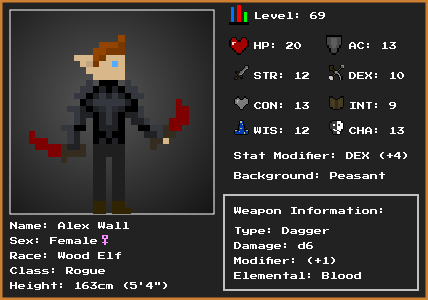 Level: 69
HP: 20 AC: 13
STR: 12 DEX: 10
CON: 13 INT: 9
WIS: 12 CHA: 13
Stat Modifier: DEX (+4)
Background: Peasant
Name: Alex Wall
Sex: Female♀
Race: Wood Elf
Class: Rogue
Height: 163cm (5'4")
Weapon Information:
Type: Dagger
Damage: d6
Modifier: (+1)
Elemental: Blood